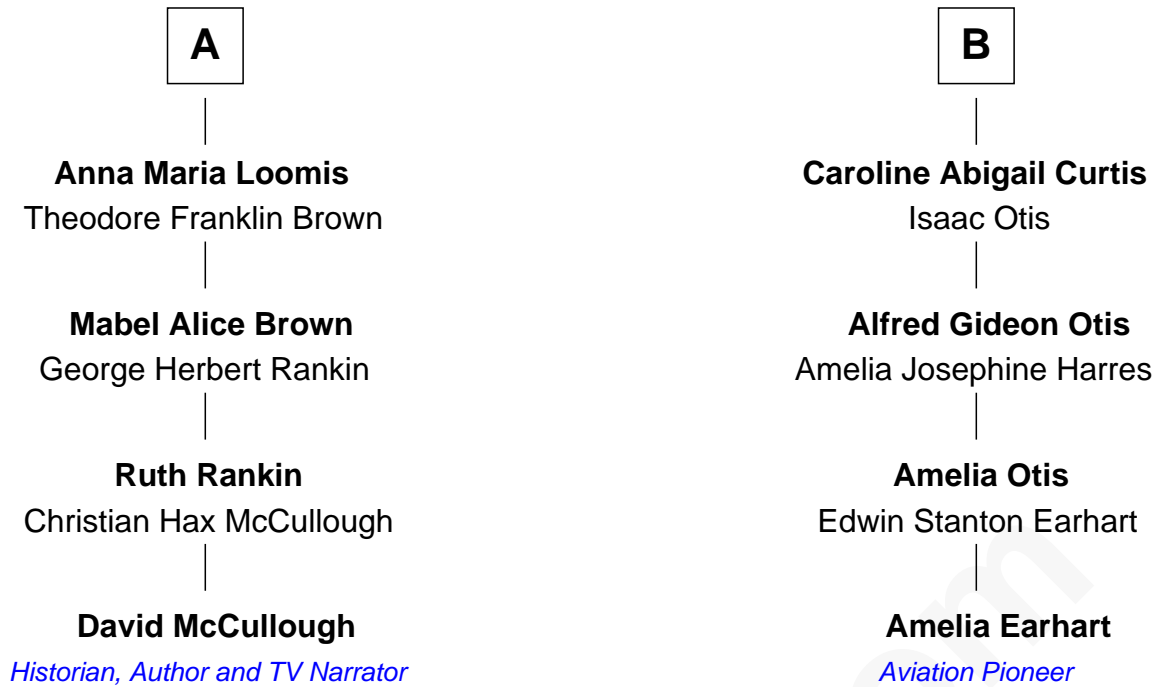 A
B
Anna Maria Loomis
Theodore Franklin Brown
Caroline Abigail Curtis
Isaac Otis
Mabel Alice Brown
George Herbert Rankin
Alfred Gideon Otis
Amelia Josephine Harres
Ruth Rankin
Christian Hax McCullough
Amelia Otis
Edwin Stanton Earhart
David McCullough
Historian, Author and TV Narrator
Amelia Earhart
Aviation Pioneer